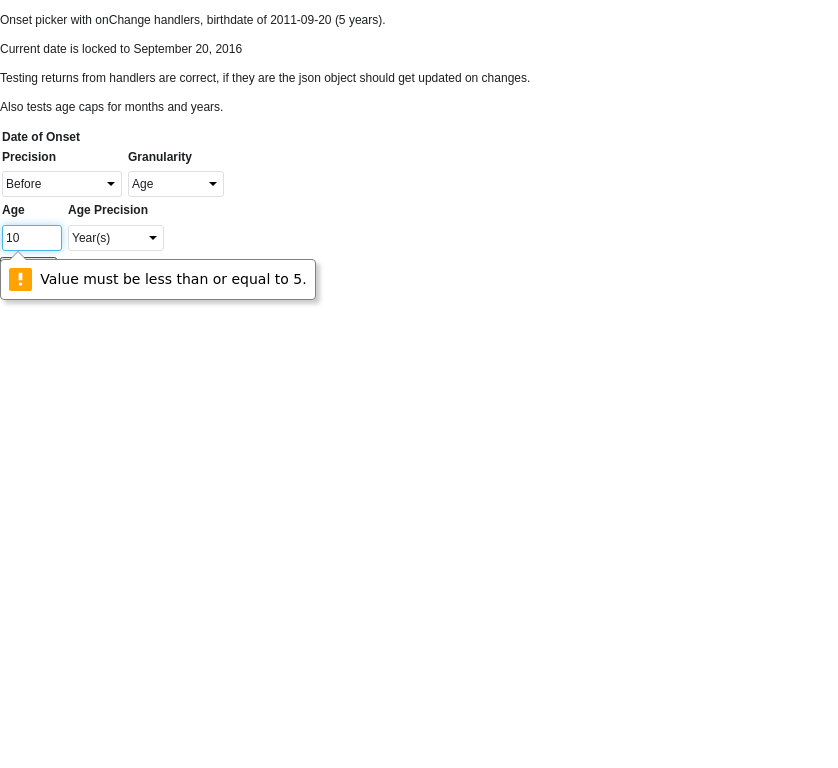 Onset picker with onChange handlers, birthdate of 2011-09-20 (5 years).
Current date is locked to September 20, 2016
Testing returns from handlers are correct, if they are the json object should get updated on changes.
Also tests age caps for months and years.
Date of Onset
Precision Granularity
Before Age
Age Age Precision
10 Year(s)
Value must be less than or equal to 5.